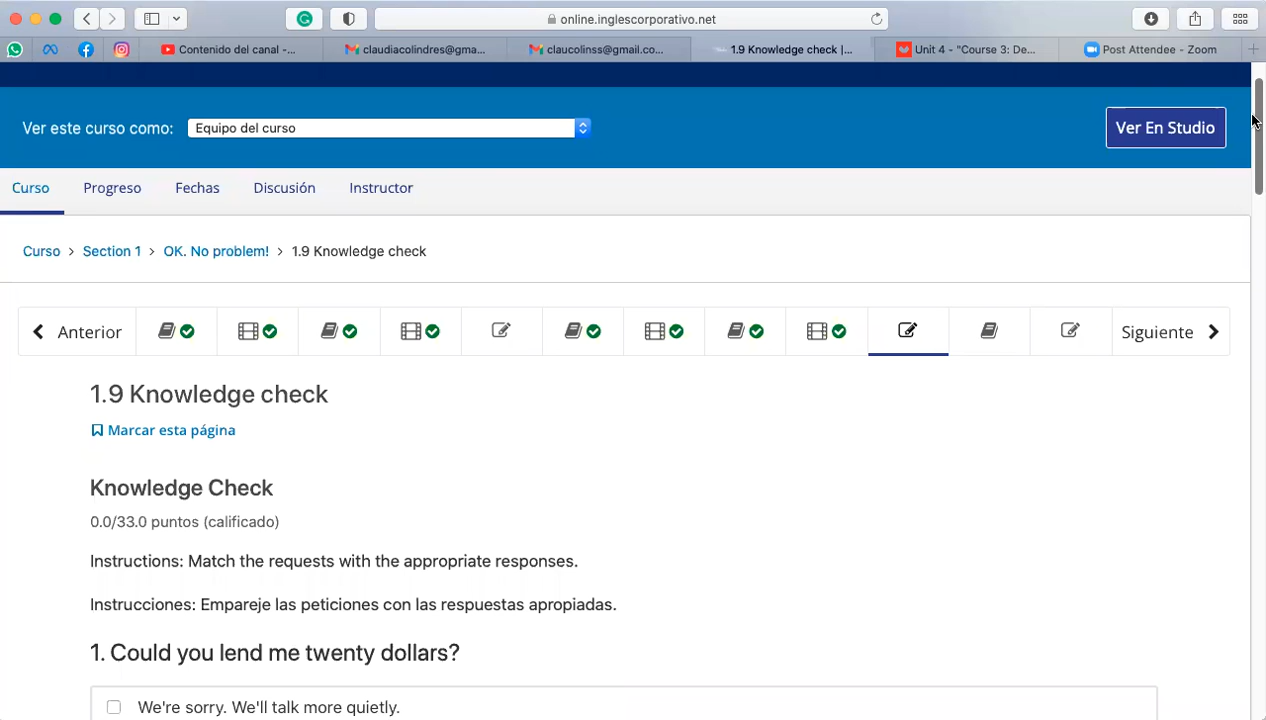 online.inglescorporativo.net
Contenido del canal -...
claudiacolindres@gma...
claucolinss@gmail.co...
1.9 Knowledge check |...
Unit 4 - "Course 3: De...
Post Attendee - Zoom
Ver este curso como:
Equipo del curso
Ver En Studio
Curso
Progreso
Fechas
Discusión
Instructor
Curso > Section 1 > OK. No problem! > 1.9 Knowledge check
Anterior
Siguiente
1.9 Knowledge check
Marcar esta página
Knowledge Check
0.0/33.0 puntos (calificado)
Instructions: Match the requests with the appropriate responses.
Instrucciones: Empareje las peticiones con las respuestas apropiadas.
1. Could you lend me twenty dollars?
We're sorry. We'll talk more quietly.